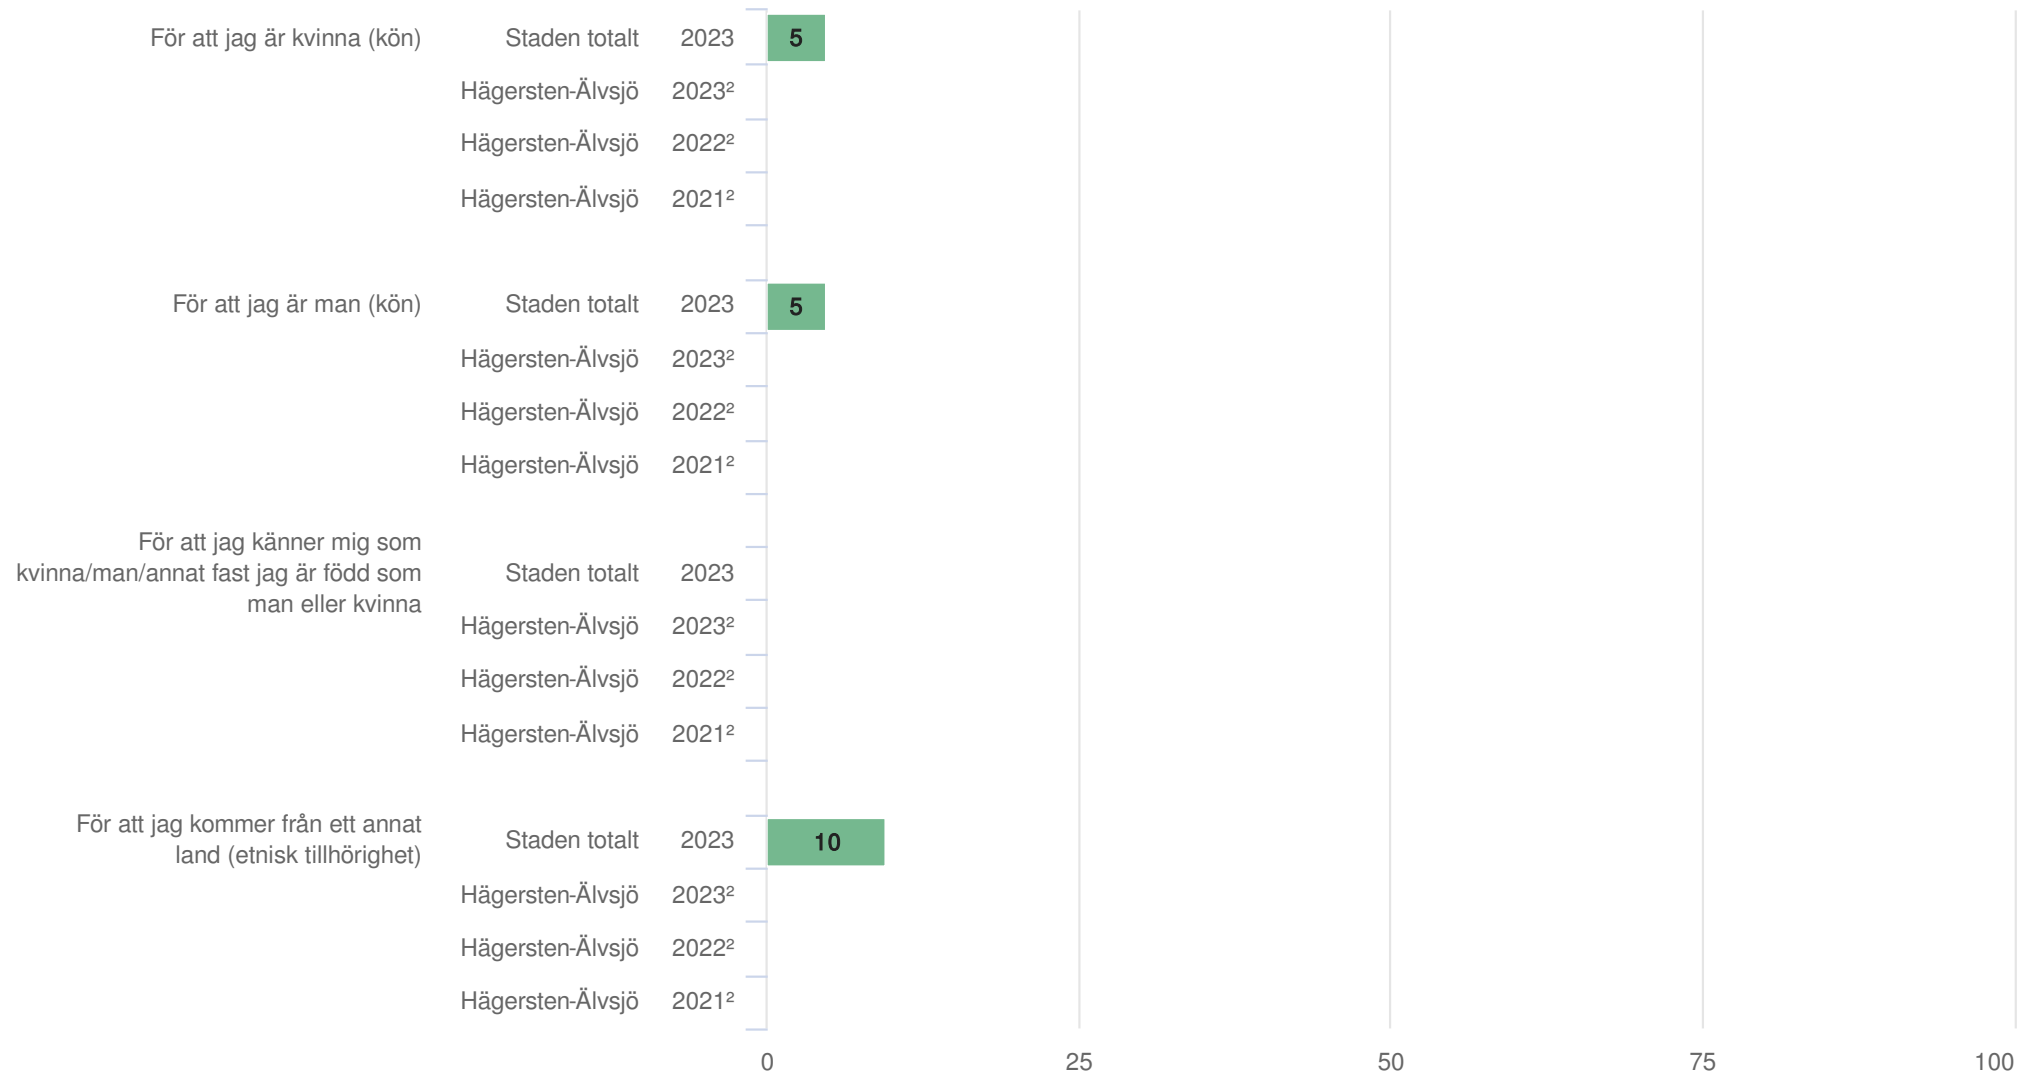 För att jag är kvinna (kön) Staden totalt 2023 5
Hägersten-Älvsjö 2023²
Hägersten-Älvsjö 2022²
Hägersten-Älvsjö 2021²
För att jag är man (kön) Staden totalt 2023 5
Hägersten-Älvsjö 2023²
Hägersten-Älvsjö 2022²
Hägersten-Älvsjö 2021²
För att jag känner mig som
kvinna/man/annat fast jag är född som Staden totalt 2023
man eller kvinna
Hägersten-Älvsjö 2023²
Hägersten-Älvsjö 2022²
Hägersten-Älvsjö 2021²
För att jag kommer från ett annat
land (etnisk tillhörighet) Staden totalt 2023 10
Hägersten-Älvsjö 2023²
Hägersten-Älvsjö 2022²
Hägersten-Älvsjö 2021²
0 25 50 75 100